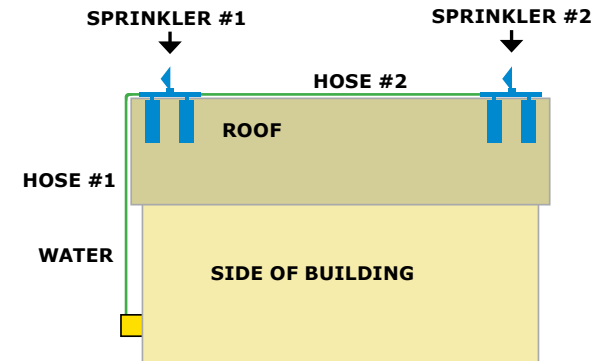 SPRINKLER #1
SPRINKLER #2
HOSE #2
ROOF
HOSE #1
WATER
SIDE OF BUILDING